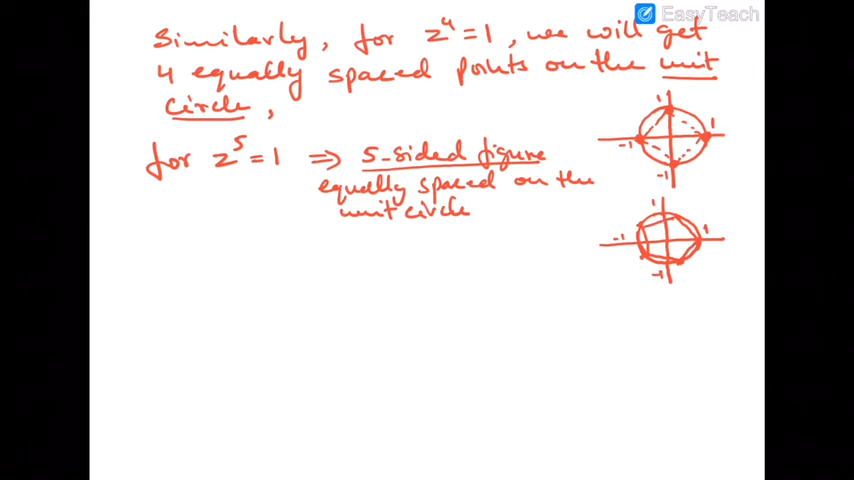 EasyTeach
Similarly, for z⁴ = 1, we will get
4 equally spaced points on the unit
circle,
1
1
-1
-1
for z⁵ = 1 ⇒ 5-sided figure
equally spaced on the
unit circle
1
1
-1
-1